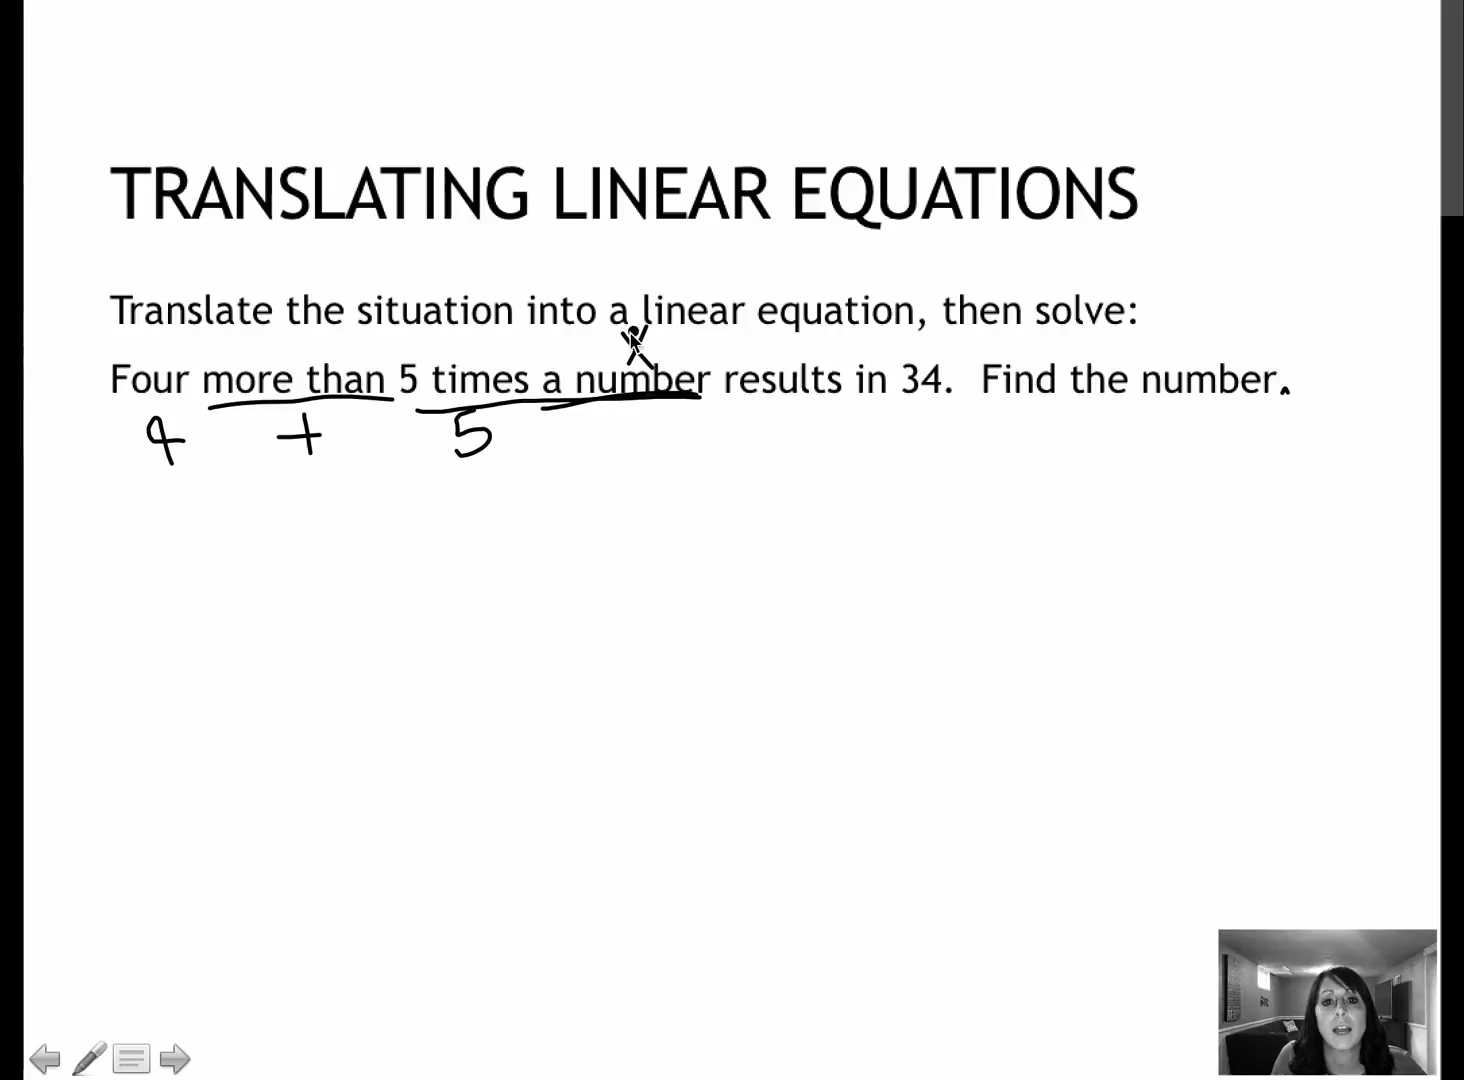 TRANSLATING LINEAR EQUATIONS
Translate the situation into a linear equation, then solve:
x
Four more than 5 times a number results in 34. Find the number.
4 + 5